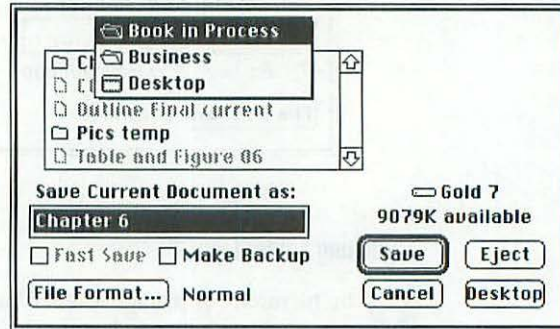 Book in Process
Business
Desktop
Outline Final current
Pics temp
Table and Figure 06
Save Current Document as:
Gold 7
9079K available
Chapter 6
Fast Save
Make Backup
Save
Eject
File Format...
Normal
Cancel
Desktop